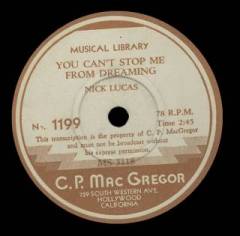 MUSICAL LIBRARY
YOU CAN'T STOP ME
FROM DREAMING
NICK LUCAS
No. 1199
78 R.P.M.
Time 2:45
This transcription is the property of C. P. MacGregor
and must not be broadcast without
his express permission.
MS-3118
C.P. MAC GREGOR
729 SOUTH WESTERN AVE.
HOLLYWOOD
CALIFORNIA